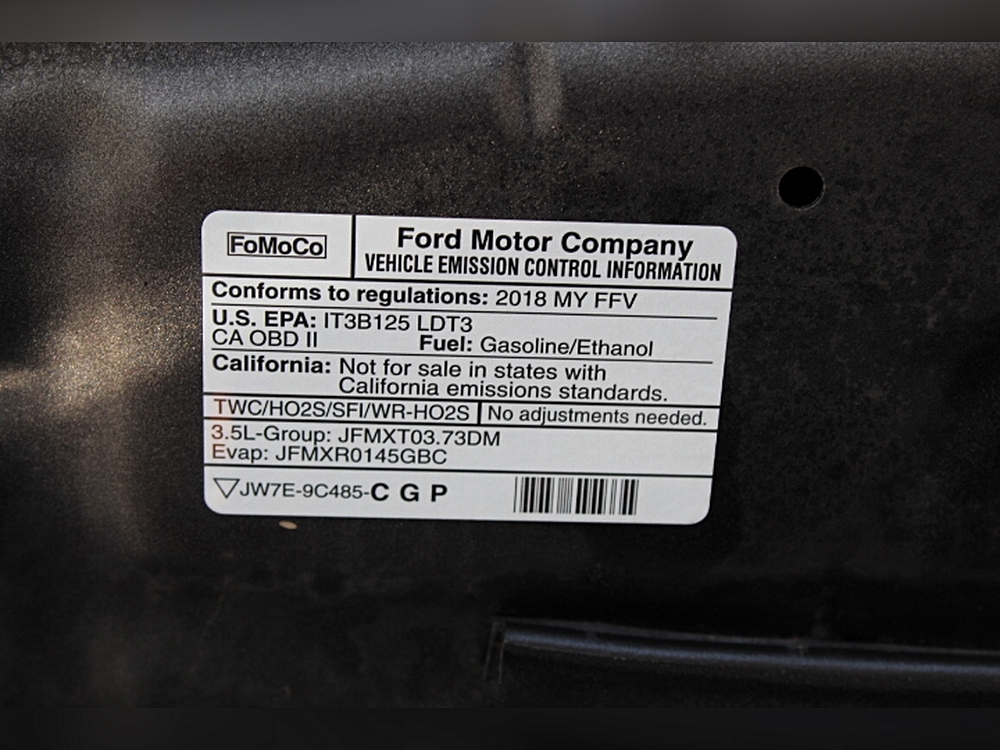 FoMoCo
Ford Motor Company
VEHICLE EMISSION CONTROL INFORMATION
Conforms to regulations: 2018 MY FFV
U.S. EPA: IT3B125 LDT3
CA OBD II Fuel: Gasoline/Ethanol
California: Not for sale in states with
California emissions standards.
TWC/HO2S/SFI/WR-HO2S No adjustments needed.
3.5L-Group: JFMXT03.73DM
Evap: JFMXR0145GBC
JW7E-9C485-C G P